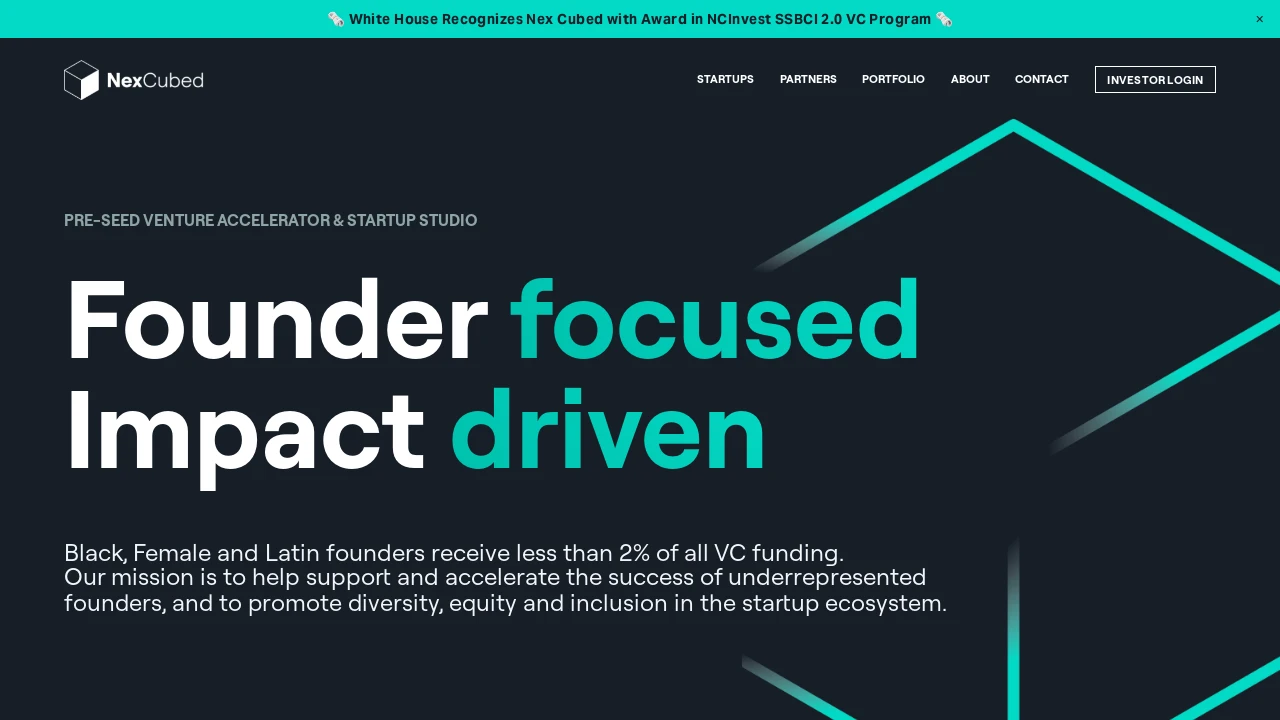 🗞️ White House Recognizes Nex Cubed with Award in NCInvest SSBCI 2.0 VC Program 🗞️
×
NexCubed
STARTUPS
PARTNERS
PORTFOLIO
ABOUT
CONTACT
INVESTOR LOGIN
PRE-SEED VENTURE ACCELERATOR & STARTUP STUDIO
Founder focused
Impact driven
Black, Female and Latin founders receive less than 2% of all VC funding.
Our mission is to help support and accelerate the success of underrepresented
founders, and to promote diversity, equity and inclusion in the startup ecosystem.